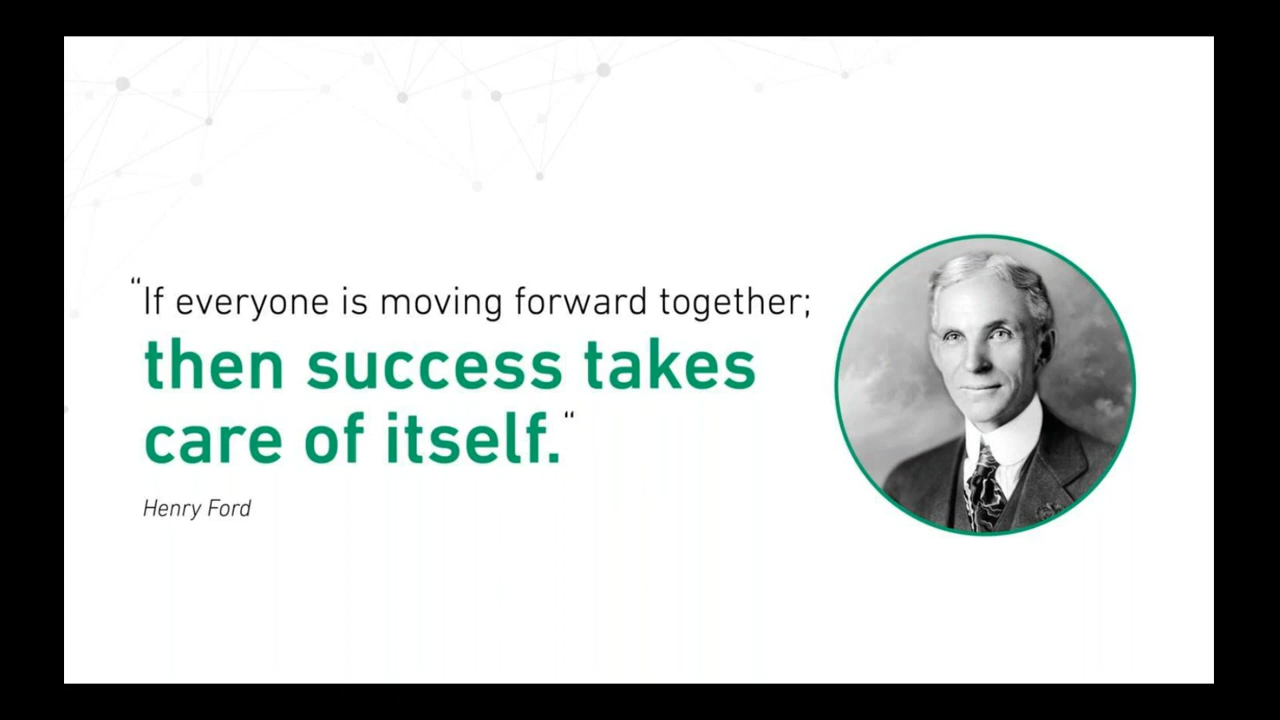 “If everyone is moving forward together;
then success takes
care of itself.“
Henry Ford